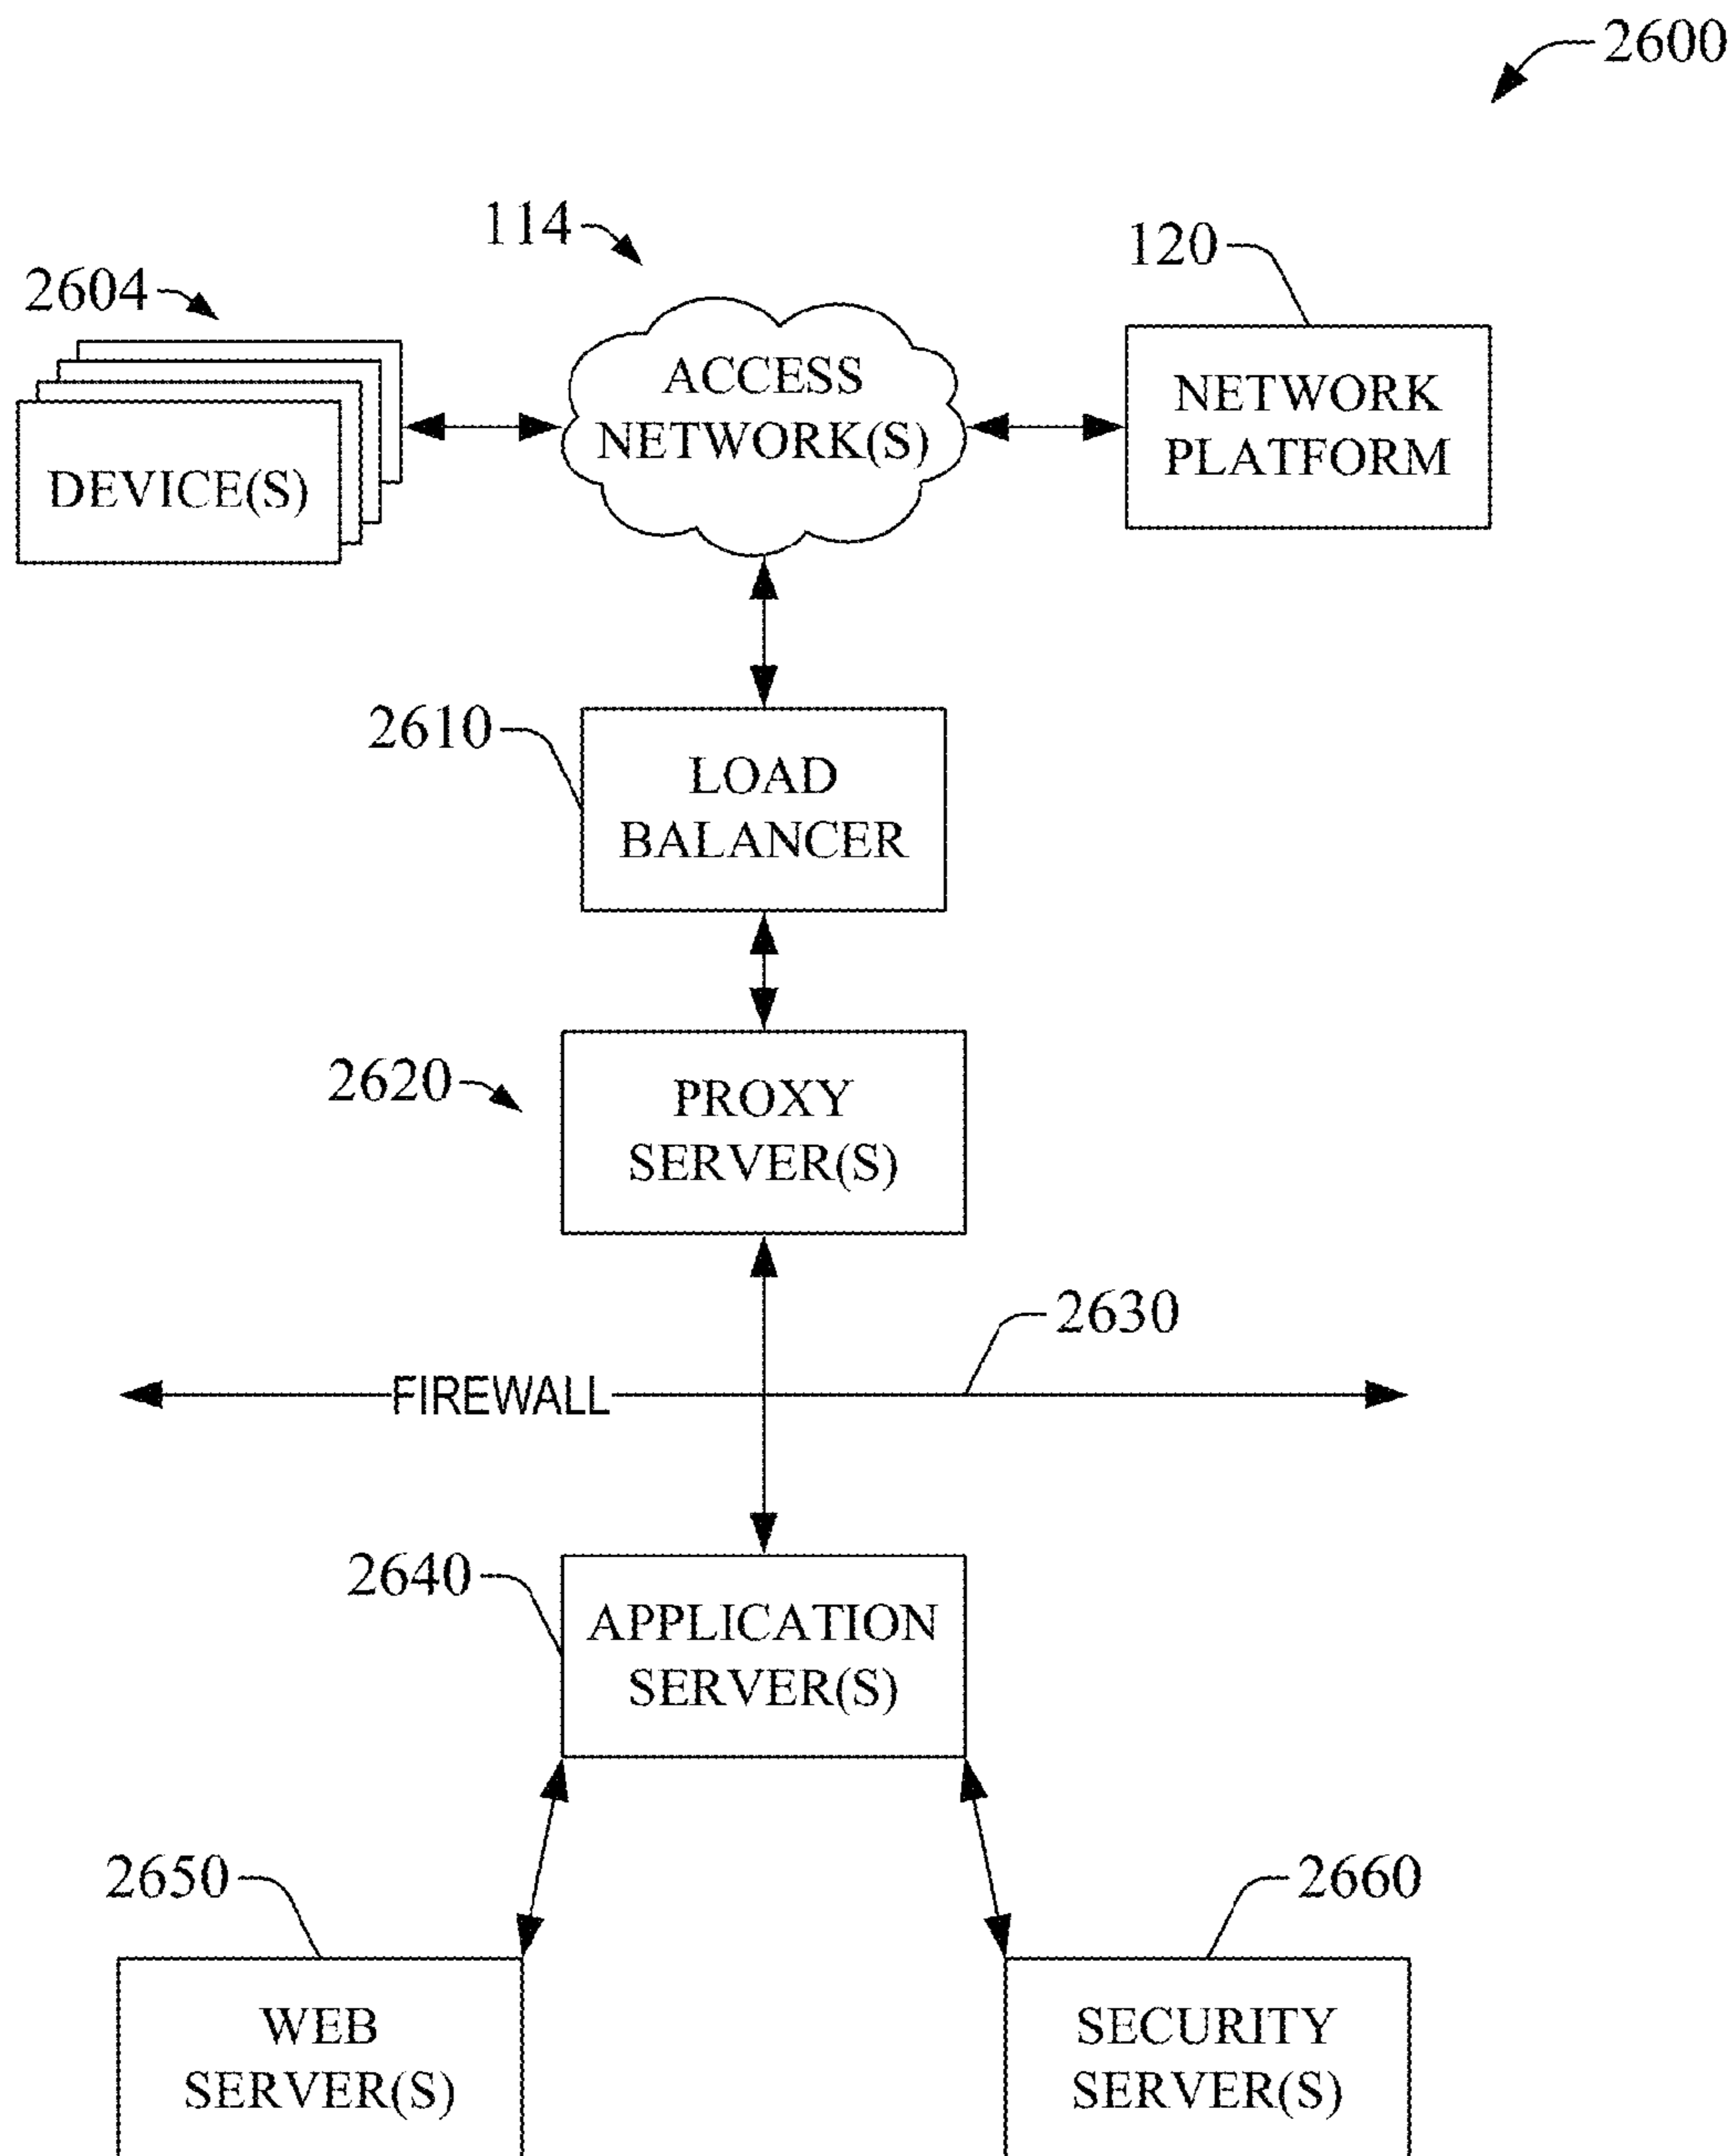 2600
114
120
2604
ACCESS
NETWORK(S)
NETWORK
PLATFORM
DEVICE(S)
2610
LOAD
BALANCER
2620
PROXY
SERVER(S)
2630
FIREWALL
2640
APPLICATION
SERVER(S)
2650
2660
WEB
SERVER(S)
SECURITY
SERVER(S)